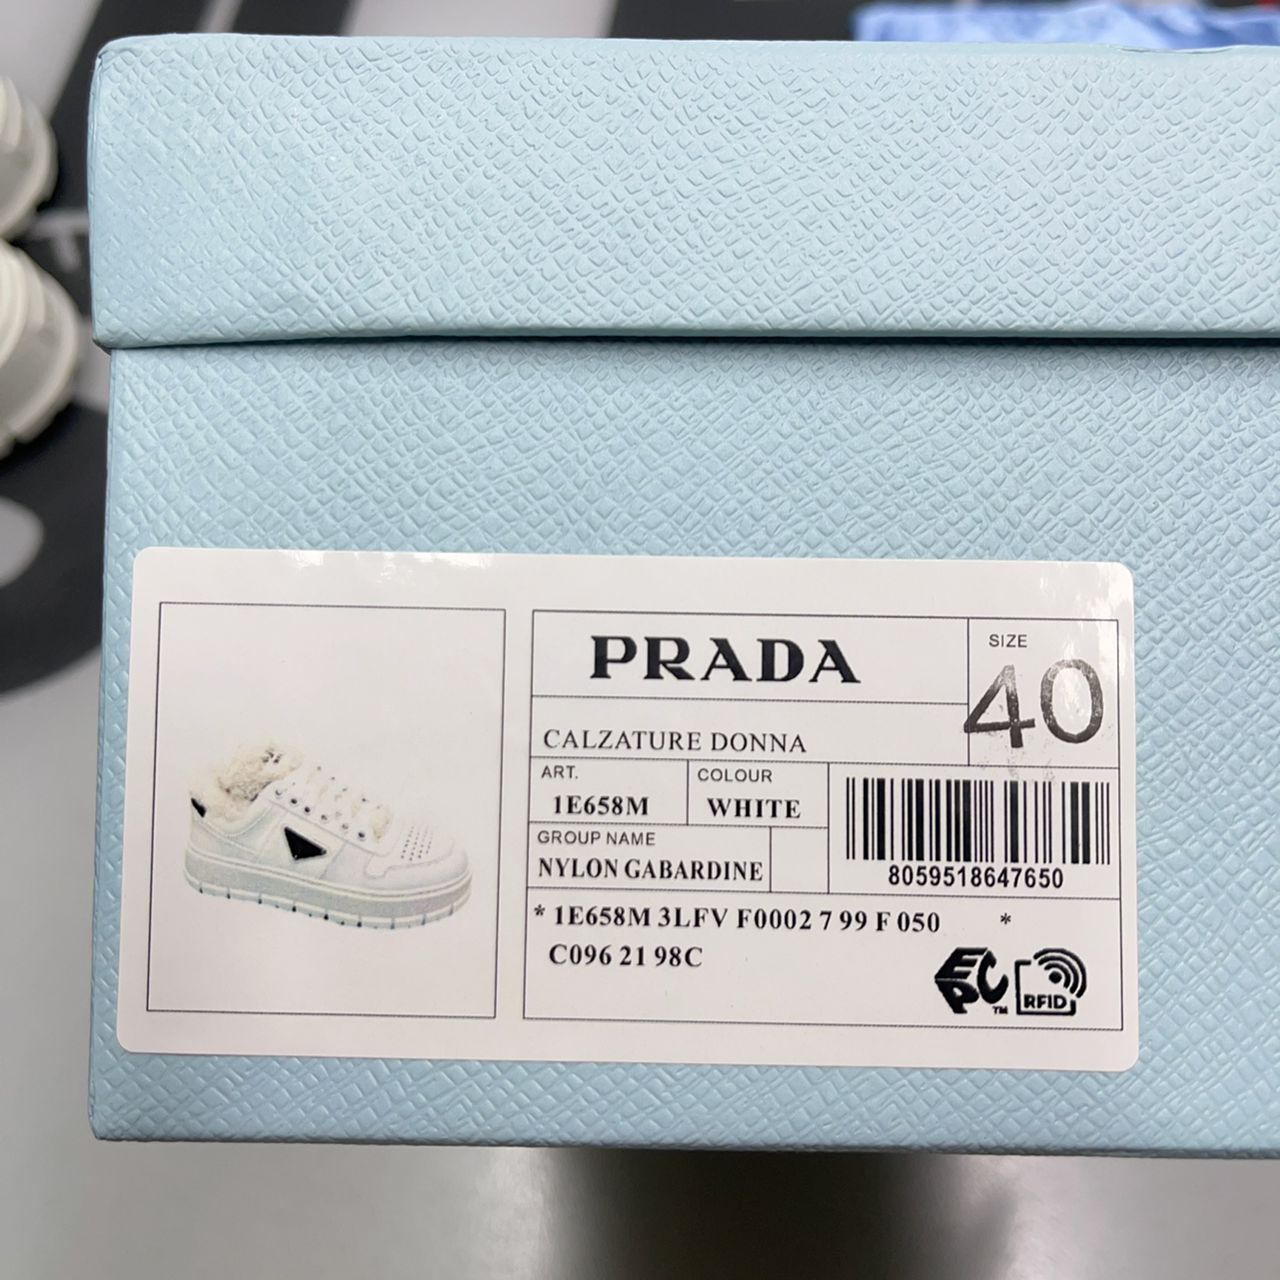 PRADA
SIZE
40
CALZATURE DONNA
ART.
1E658M
COLOUR
WHITE
GROUP NAME
NYLON GABARDINE
8059518647650
* 1E658M 3LFV F0002 7 99 F 050 *
C096 21 98C
EPC™
RFID